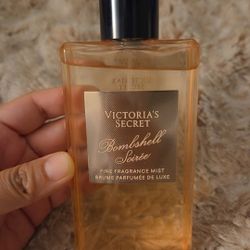 VICTORIA'S
SECRET
Bombshell
Soirée
FINE FRAGRANCE MIST
BRUME PARFUMÉE DE LUXE